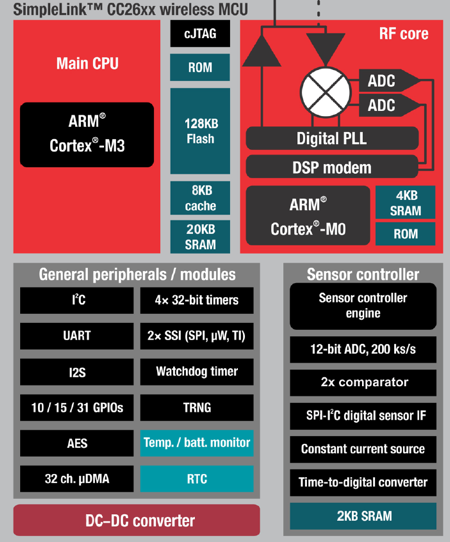 SimpleLink™ CC26xx wireless MCU
cJTAG
RF core
Main CPU
ROM
ADC
ADC
ARM®
Cortex®-M3
128KB
Flash
Digital PLL
DSP modem
8KB
cache
ARM®
Cortex®-M0
4KB
SRAM
20KB
SRAM
ROM
General peripherals / modules
I²C
4× 32-bit timers
UART
2× SSI (SPI, µW, TI)
I2S
Watchdog timer
10 / 15 / 31 GPIOs
TRNG
AES
Temp. / batt. monitor
32 ch. µDMA
RTC
Sensor controller
Sensor controller
engine
12-bit ADC, 200 ks/s
2x comparator
SPI-I²C digital sensor IF
Constant current source
Time-to-digital converter
2KB SRAM
DC–DC converter